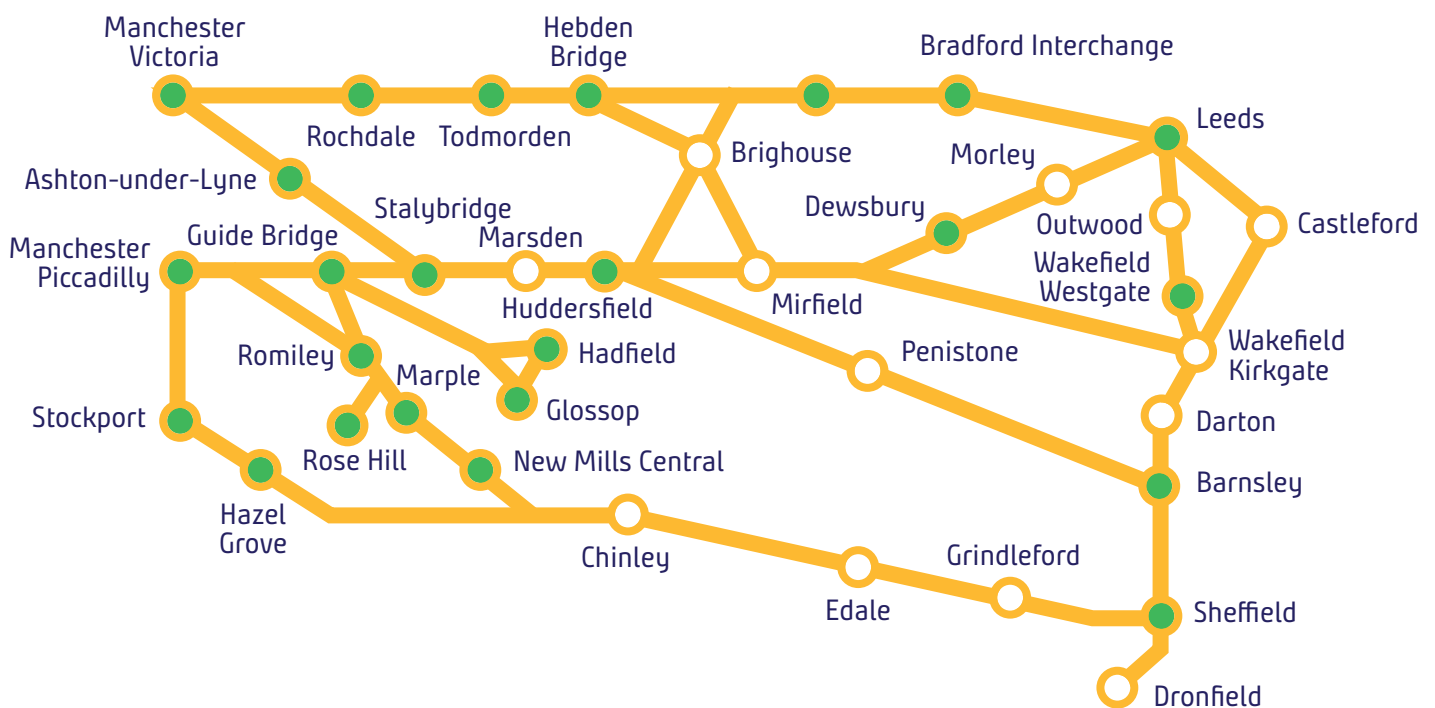 Manchester
Victoria
Hebden
Bridge
Bradford Interchange
Leeds
Rochdale
Todmorden
Brighouse
Morley
Ashton-under-Lyne
Stalybridge
Dewsbury
Outwood
Castleford
Guide Bridge
Marsden
Manchester
Piccadilly
Wakefield
Westgate
Huddersfield
Mirfield
Wakefield
Kirkgate
Romiley
Hadfield
Penistone
Marple
Stockport
Glossop
Darton
Rose Hill
New Mills Central
Barnsley
Hazel
Grove
Chinley
Grindleford
Edale
Sheffield
Dronfield